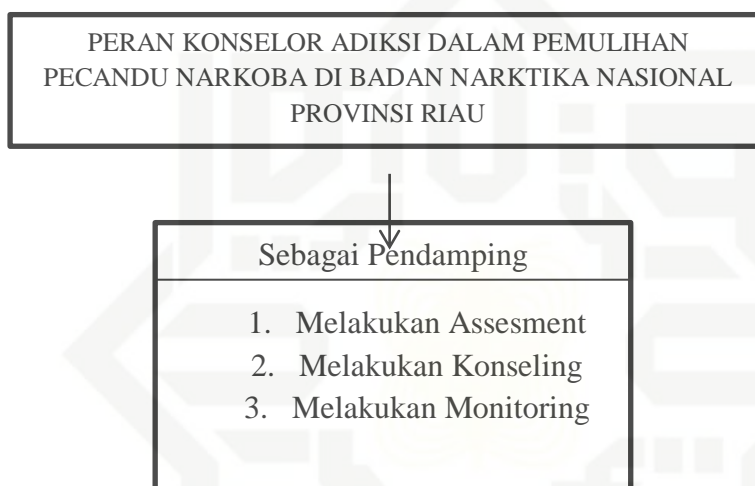 PERAN KONSELOR ADIKSI DALAM PEMULIHAN
PECANDU NARKOBA DI BADAN NARKTIKA NASIONAL
PROVINSI RIAU
Sebagai Pendamping
1. Melakukan Assesment
2. Melakukan Konseling
3. Melakukan Monitoring